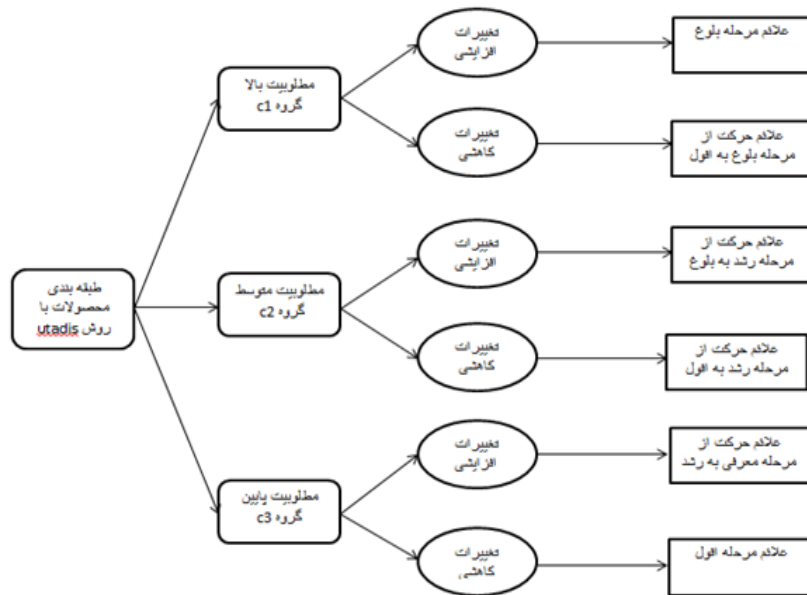 طبقه بندی
محصولات با
روش utadis
مطلوبیت بالا
گروه c1
تغییرات
افزایشی
علائم مرحله بلوغ
تغییرات
کاهشی
علائم حرکت از
مرحله بلوغ به افول
مطلوبیت متوسط
گروه c2
تغییرات
افزایشی
علائم حرکت از
مرحله رشد به بلوغ
تغییرات
کاهشی
علائم حرکت از
مرحله رشد به افول
مطلوبیت پایین
گروه c3
تغییرات
افزایشی
علائم حرکت از
مرحله معرفی به رشد
تغییرات
کاهشی
علائم مرحله افول